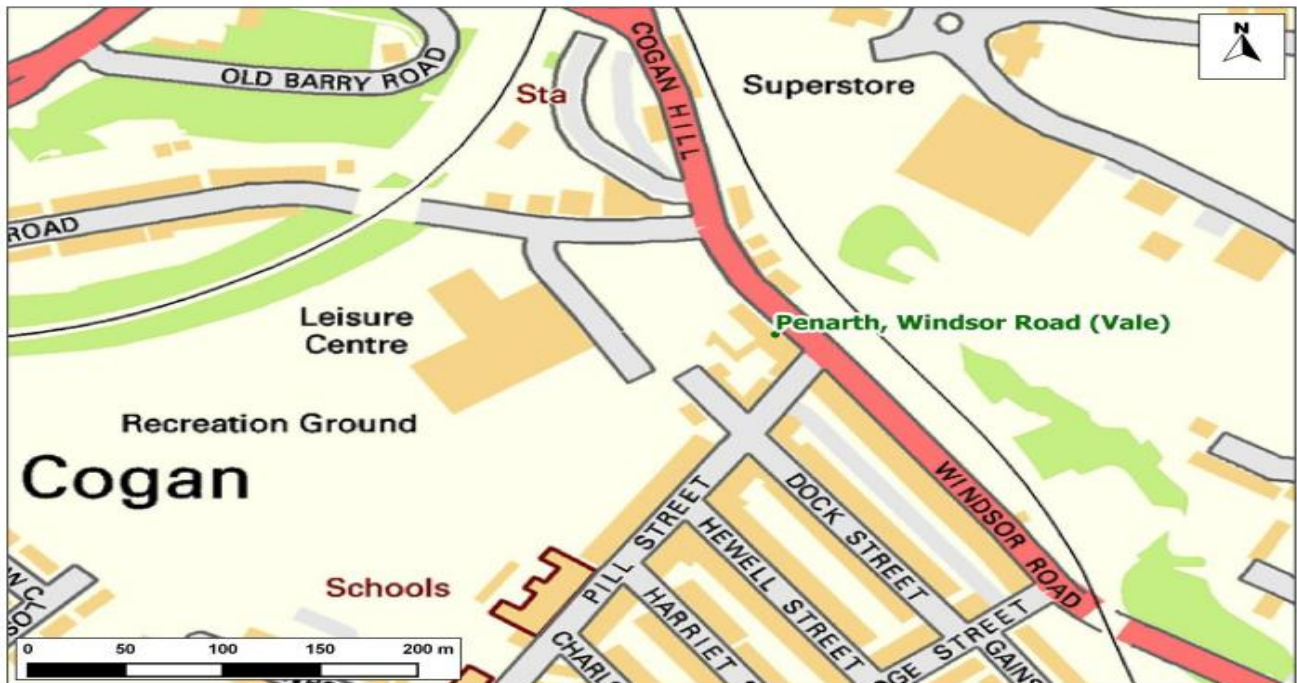 N
COGAN HILL
OLD BARRY ROAD
Sta
Superstore
ROAD
Leisure
Centre
Penarth, Windsor Road (Vale)
Recreation Ground
Cogan
WINDSOR ROAD
DOCK STREET
HEWELL STREET
PILL STREET
Schools
HARRIET
STREET
0 50 100 150 200 m